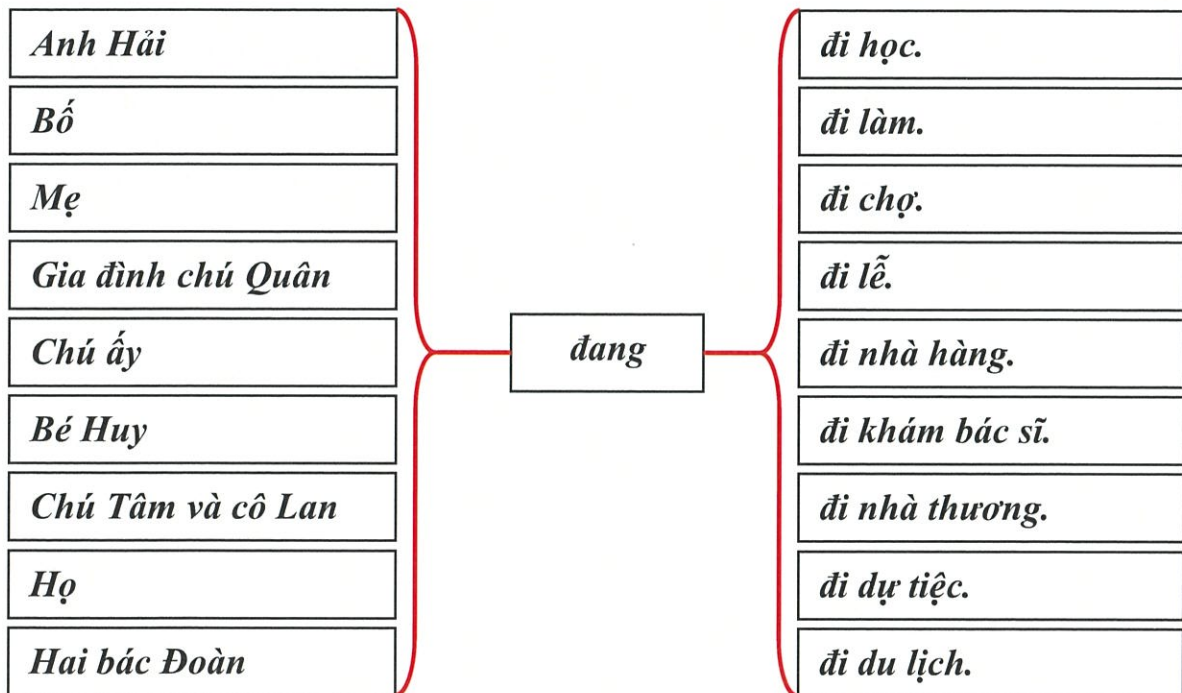 Anh Hải
Bố
Mẹ
Gia đình chú Quân
Chú ấy
Bé Huy
Chú Tâm và cô Lan
Họ
Hai bác Đoàn
đang
đi học.
đi làm.
đi chợ.
đi lễ.
đi nhà hàng.
đi khám bác sĩ.
đi nhà thương.
đi dự tiệc.
đi du lịch.